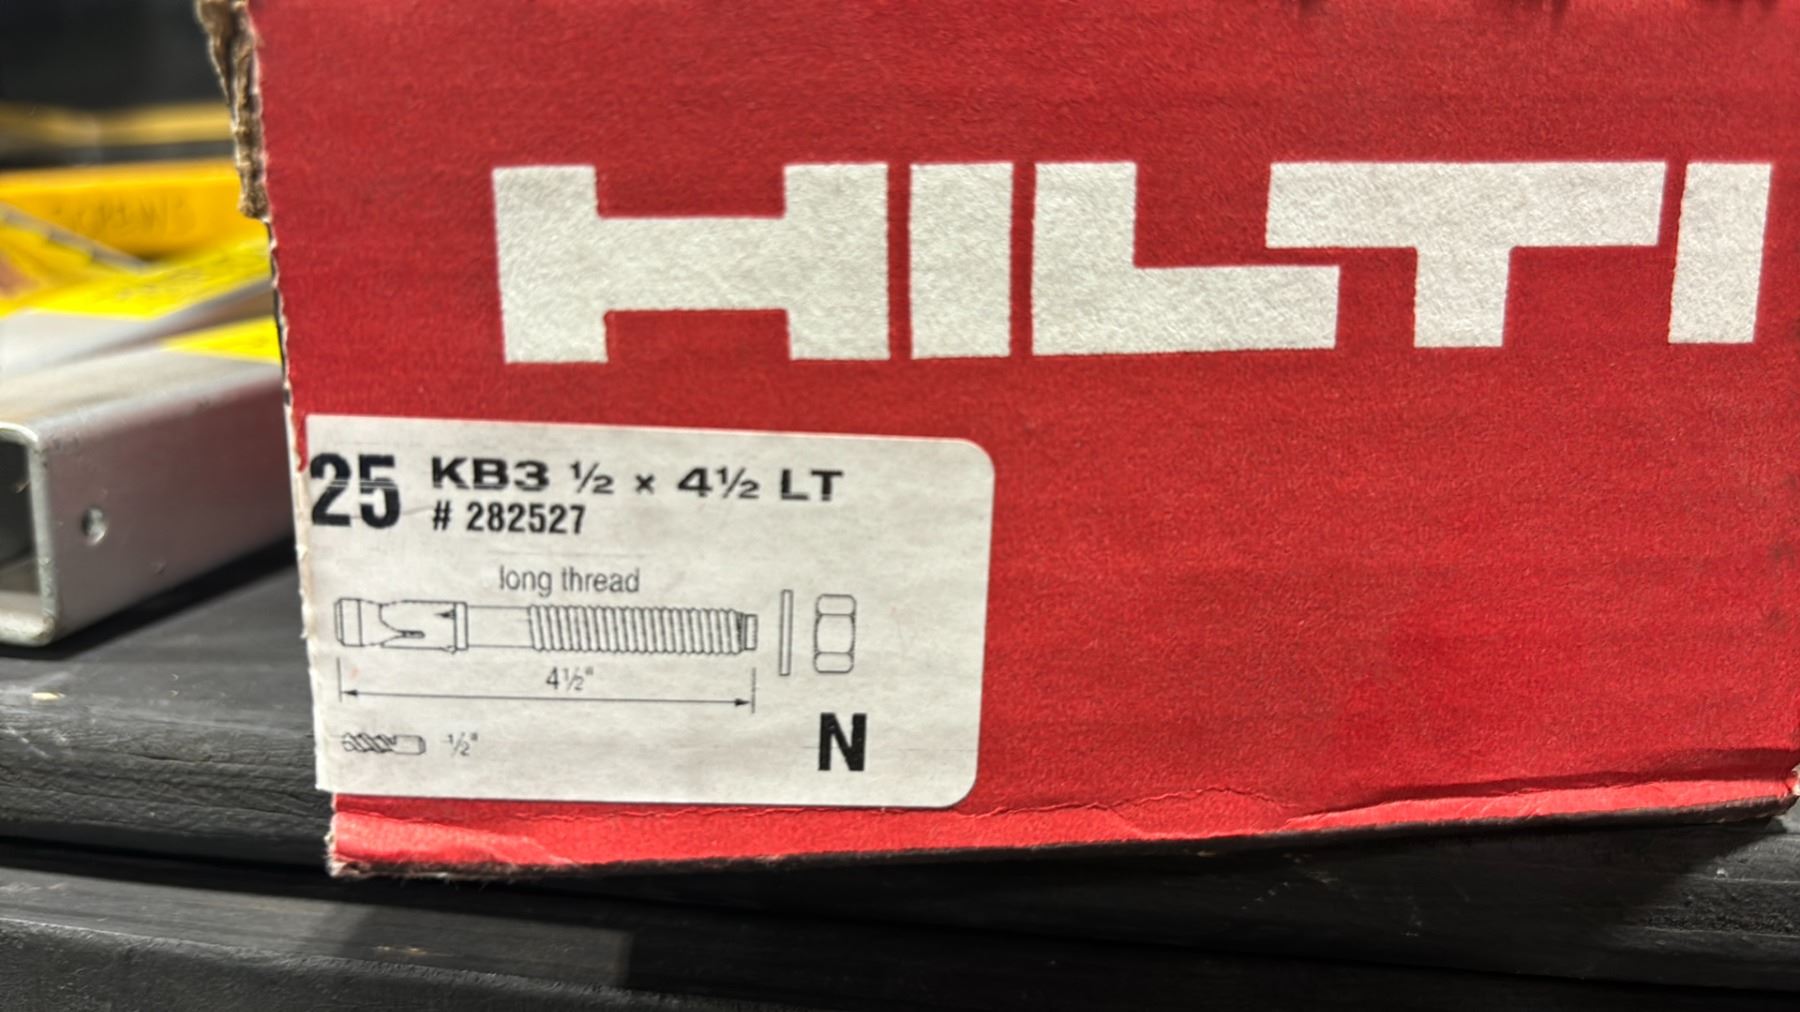 HILTI
25 KB3 ½ x 4½ LT
# 282527
long thread
4½"
½"
N